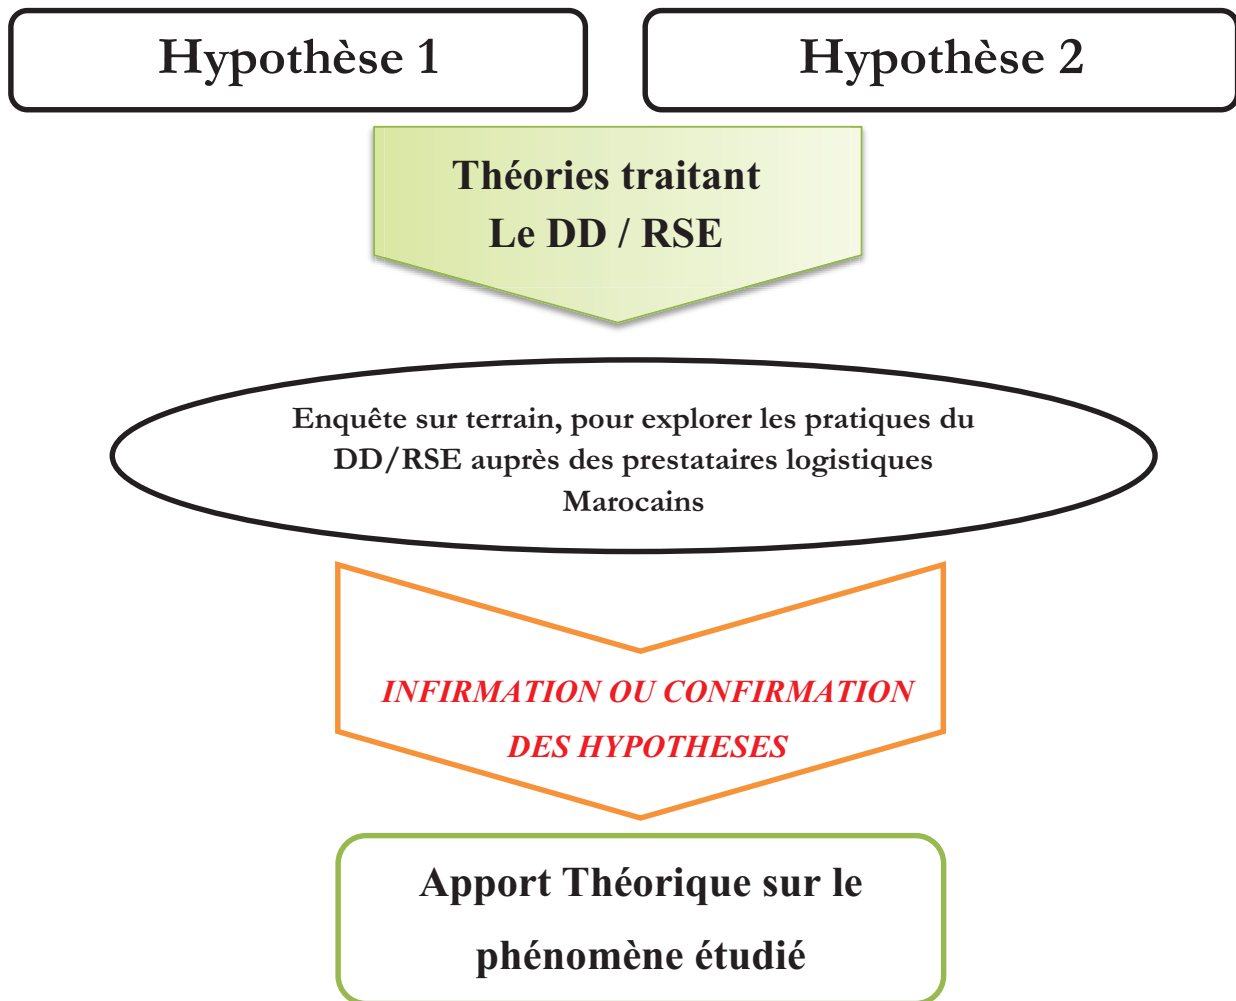 Hypothèse 1
Hypothèse 2
Théories traitant
Le DD / RSE
Enquête sur terrain, pour explorer les pratiques du
DD/RSE auprès des prestataires logistiques
Marocains
INFIRMATION OU CONFIRMATION
DES HYPOTHESES
Apport Théorique sur le
phénomène étudié